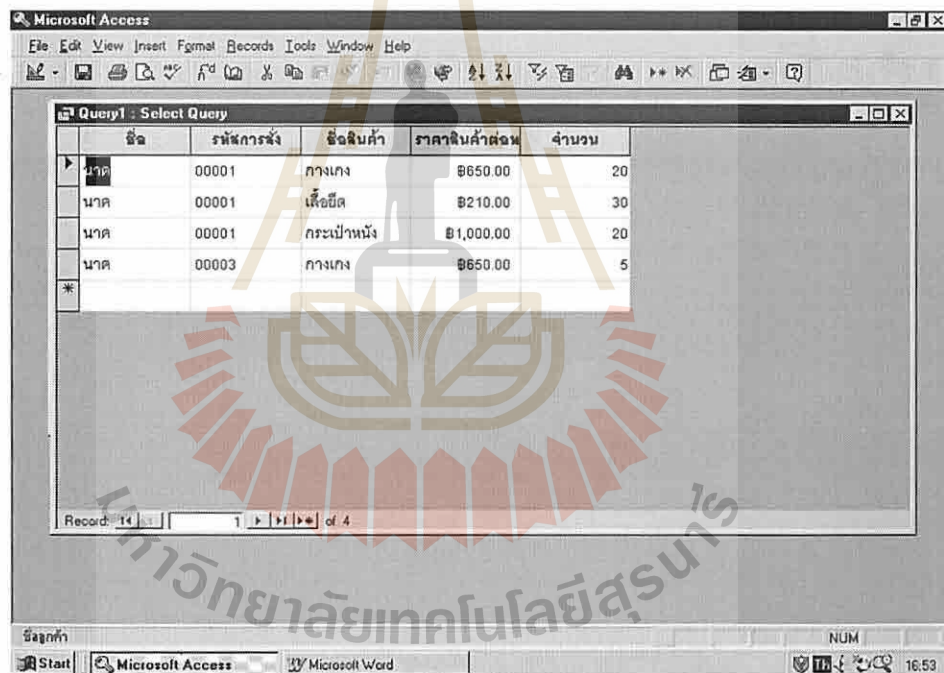 Microsoft Access
File Edit View Insert Format Records Tools Window Help
Query1 : Select Query
ชื่อ รหัสการสั่ง ชื่อสินค้า ราคาสินค้าต่อห จำนวน
นาค 00001 กางเกง ฿650.00 20
นาค 00001 เสื้อยืด ฿210.00 30
นาค 00001 กระเป๋าหนัง ฿1,000.00 20
นาค 00003 กางเกง ฿650.00 5
Record: 1 of 4
มหาวิทยาลัยเทคโนโลยีสุรนารี
ชื่อลูกค้า NUM
Start Microsoft Access Microsoft Word Th 16:53